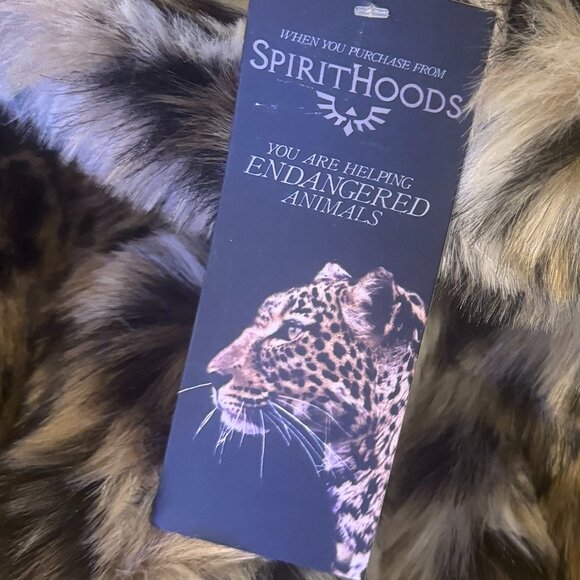 WHEN YOU PURCHASE FROM
SPIRITHOODS
YOU ARE HELPING
ENDANGERED
ANIMALS